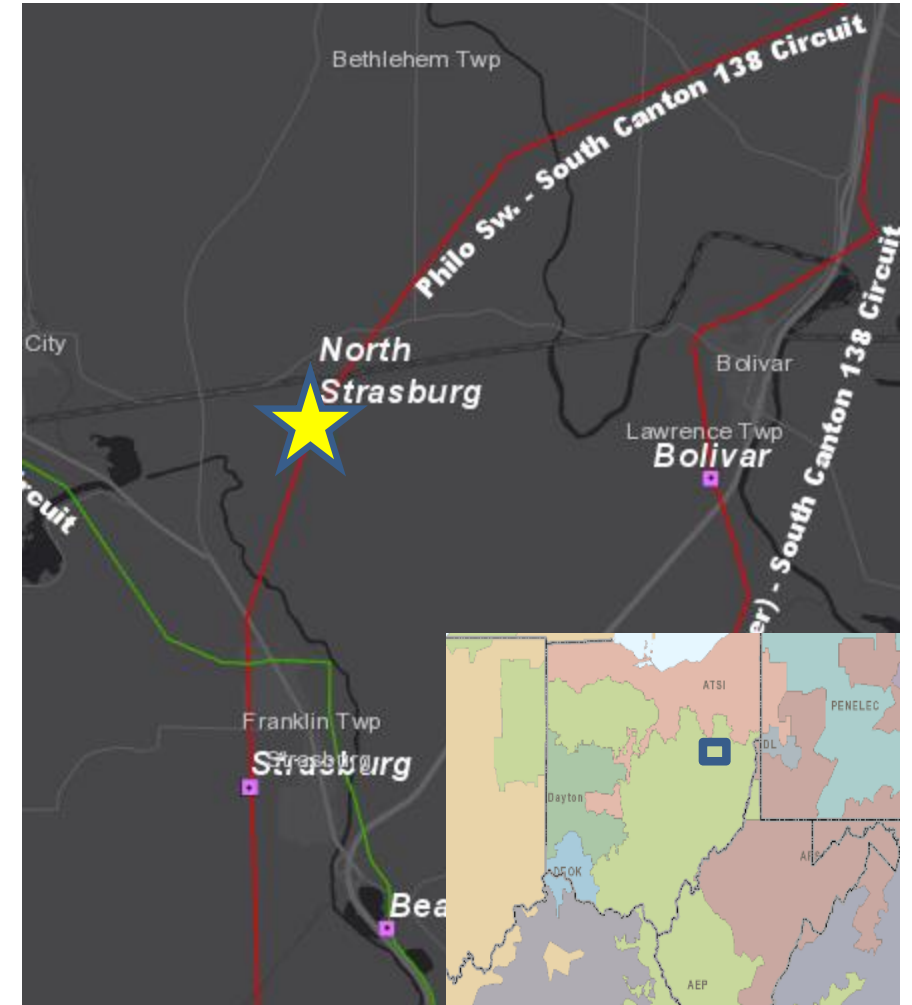 Bethlehem Twp
Philo Sw. - South Canton 138 Circuit
City
North
Strasburg
Bolivar
Lawrence Twp
Bolivar
rcuit
er) - South Canton 138 Circuit
Franklin Twp
Strasburg
Strasburg
Bea
ATSI
PENELEC
DL
Dayton
DEOK
AEP